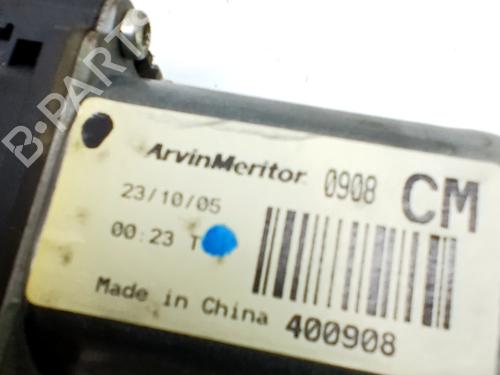 ArvinMeritor 0908 CM
23/10/05
00:23 T
Made in China 400908
B-PARTS